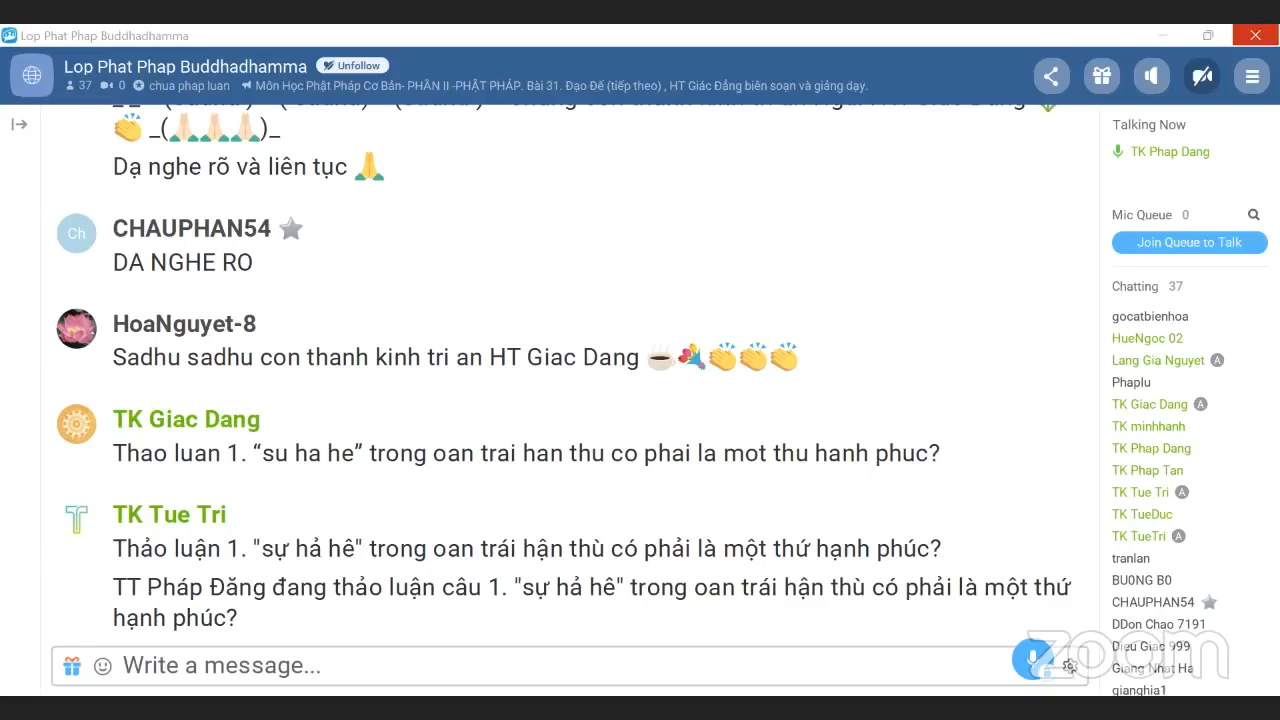 Lop Phat Phap Buddhadhamma
Lop Phat Phap Buddhadhamma Unfollow
37 0 chua phap luan Môn Học Phật Pháp Cơ Bản- PHẦN II -PHẬT PHÁP. Bài 31. Đạo Đế (tiếp theo) , HT Giác Đẳng biên soạn và giảng dạy.
_(
)_
Dạ nghe rõ và liên tục
Ch
CHAUPHAN54
DA NGHE RO
HoaNguyet-8
Sadhu sadhu con thanh kinh tri an HT Giac Dang
TK Giac Dang
Thao luan 1. “su ha he” trong oan trai han thu co phai la mot thu hanh phuc?
T
TK Tue Tri
Thảo luận 1. "sự hả hê" trong oan trái hận thù có phải là một thứ hạnh phúc?
TT Pháp Đăng đang thảo luận câu 1. "sự hả hê" trong oan trái hận thù có phải là một thứ
hạnh phúc?
Write a message...
Talking Now
TK Phap Dang
Mic Queue 0
Join Queue to Talk
Chatting 37
gocatbienhoa
HueNgoc 02
Lang Gia Nguyet A
Phaplu
TK Giac Dang A
TK minhhanh
TK Phap Dang
TK Phap Tan
TK Tue Tri A
TK TueDuc
TK TueTri A
tranlan
BU0NG B0
CHAUPHAN54
DDon Chao 7191
Dieu Giac 999
Giang Nhat Ha
gianghia1
zoom